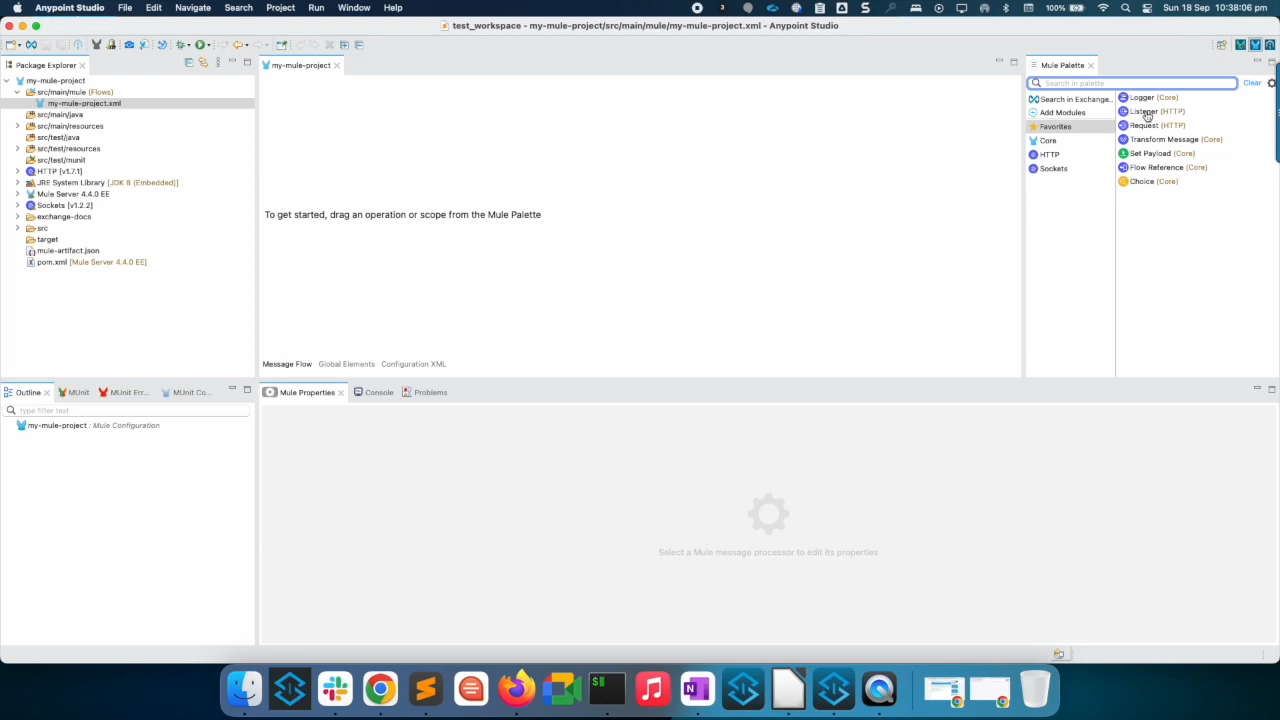 Project Edit Navigate Search Project Run Window Help
100% Sun 18 Sep 10:38:06 pm
test_workspace - my-mule-project/src/main/mule/my-mule-project.xml - Anypoint Studio
Package Explorer
my-mule-project
src/main/mule (Flows)
my-mule-project.xml
src/main/java
src/main/resources
src/test/java
src/test/resources
src/test/munit
HTTP [v1.7.1]
JRE System Library [JDK 8 (Embedded)]
Mule Server 4.4.0 EE
Sockets [v1.2.2]
exchange-docs
src
target
mule-artifact.json
pom.xml [Mule Server 4.4.0 EE]
my-mule-project
To get started, drag an operation or scope from the Mule Palette
Message Flow Global Elements Configuration XML
Mule Palette
Search in palette
Clear
Search in Exchange..
Add Modules
Favorites
Core
HTTP
Sockets
Logger (Core)
Listener (HTTP)
Request (HTTP)
Transform Message (Core)
Set Payload (Core)
Flow Reference (Core)
Choice (Core)
Outline MUnit MUnit Err... MUnit Co...
type filter text
my-mule-project : Mule Configuration
Mule Properties Console Problems
Select a Mule message processor to edit its properties